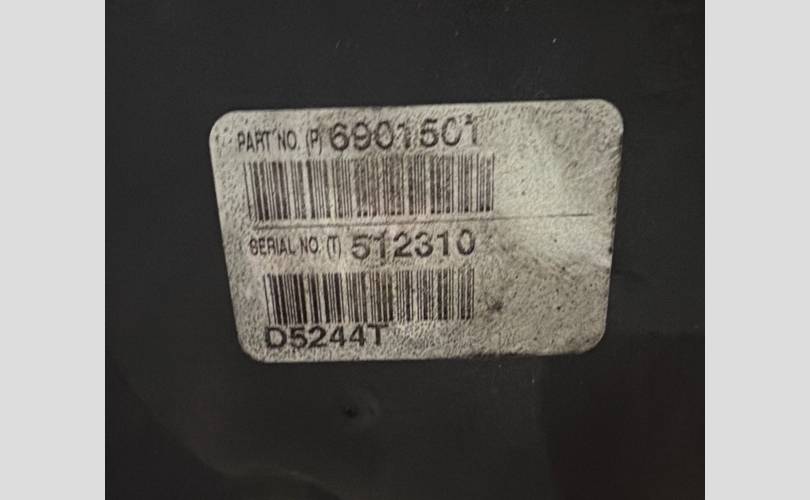 PART NO. (P) 6901501
SERIAL NO. (T) 512310
D5244T